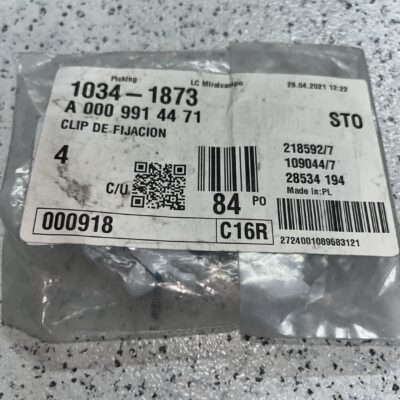 Picking LC Miralcampo 26.04.2021 12:22
1034-1873
A 000 991 44 71 STO
CLIP DE FIJACION
218592/7
4 109044/7
C/U 28534 194
84 PO Made in:PL
000918 C16R
2724001089583121